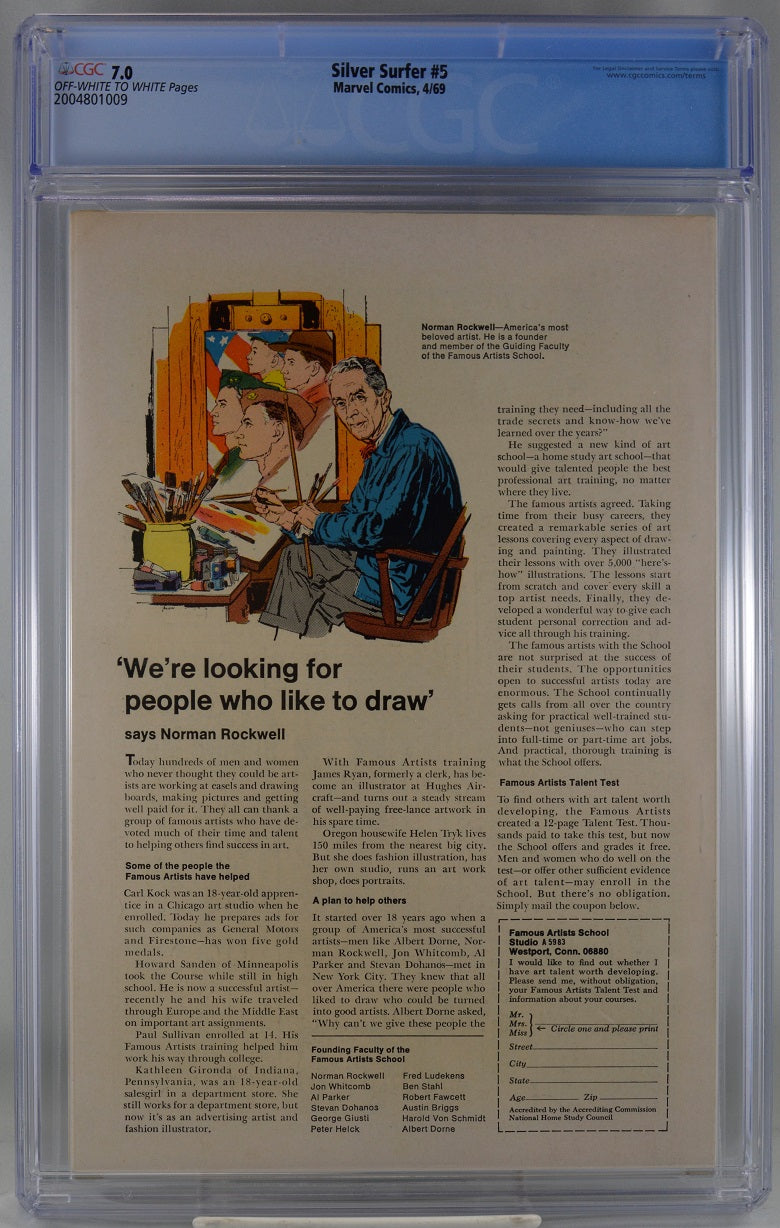 CGC 7.0
OFF-WHITE TO WHITE Pages
2004801009
Silver Surfer #5
Marvel Comics, 4/69
For Legal Disclaimer and Service Terms please visit:
www.cgccomics.com/terms
CGC
Norman Rockwell—America's most
beloved artist. He is a founder
and member of the Guiding Faculty
of the Famous Artists School.
'We're looking for
people who like to draw'
says Norman Rockwell
Today hundreds of men and women
who never thought they could be art-
ists are working at easels and drawing
boards, making pictures and getting
well paid for it. They all can thank a
group of famous artists who have de-
voted much of their time and talent
to helping others find success in art.
Some of the people the
Famous Artists have helped
Carl Kock was an 18-year-old appren-
tice in a Chicago art studio when he
enrolled. Today he prepares ads for
such companies as General Motors
and Firestone—has won five gold
medals.
Howard Sanden of Minneapolis
took the Course while still in high
school. He is now a successful artist—
recently he and his wife traveled
through Europe and the Middle East
on important art assignments.
Paul Sullivan enrolled at 14. His
Famous Artists training helped him
work his way through college.
Kathleen Gironda of Indiana,
Pennsylvania, was an 18-year-old
salesgirl in a department store. She
still works for a department store, but
now it's as an advertising artist and
fashion illustrator.
With Famous Artists training
James Ryan, formerly a clerk, has be-
come an illustrator at Hughes Air-
craft—and turns out a steady stream
of well-paying free-lance artwork in
his spare time.
Oregon housewife Helen Tryk lives
150 miles from the nearest big city.
But she does fashion illustration, has
her own studio, runs an art work
shop, does portraits.
A plan to help others
It started over 18 years ago when a
group of America's most successful
artists—men like Albert Dorne, Nor-
man Rockwell, Jon Whitcomb, Al
Parker and Stevan Dohanos—met in
New York City. They knew that all
over America there were people who
liked to draw who could be turned
into good artists. Albert Dorne asked,
"Why can't we give these people the
Founding Faculty of the
Famous Artists School
Norman Rockwell
Jon Whitcomb
Al Parker
Stevan Dohanos
George Giusti
Peter Helck
Fred Ludekens
Ben Stahl
Robert Fawcett
Austin Briggs
Harold Von Schmidt
Albert Dorne
training they need—including all the
trade secrets and know-how we've
learned over the years?"
He suggested a new kind of art
school—a home study art school—that
would give talented people the best
professional art training, no matter
where they live.
The famous artists agreed. Taking
time from their busy careers, they
created a remarkable series of art
lessons covering every aspect of draw-
ing and painting. They illustrated
their lessons with over 5,000 "here's-
how" illustrations. The lessons start
from scratch and cover every skill a
top artist needs. Finally, they de-
veloped a wonderful way to give each
student personal correction and ad-
vice all through his training.
The famous artists with the School
are not surprised at the success of
their students. The opportunities
open to successful artists today are
enormous. The School continually
gets calls from all over the country
asking for practical well-trained stu-
dents—not geniuses—who can step
into full-time or part-time art jobs.
And practical, thorough training is
what the School offers.
Famous Artists Talent Test
To find others with art talent worth
developing, the Famous Artists
created a 12-page Talent Test. Thou-
sands paid to take this test, but now
the School offers and grades it free.
Men and women who do well on the
test—or offer other sufficient evidence
of art talent—may enroll in the
School. But there's no obligation.
Simply mail the coupon below.
Famous Artists School
Studio A5983
Westport, Conn. 06880
I would like to find out whether I
have art talent worth developing.
Please send me, without obligation,
your Famous Artists Talent Test and
information about your courses.
Mr.
Mrs.
Miss
← Circle one and please print
Street
City
State
Age Zip
Accredited by the Accrediting Commission
National Home Study Council